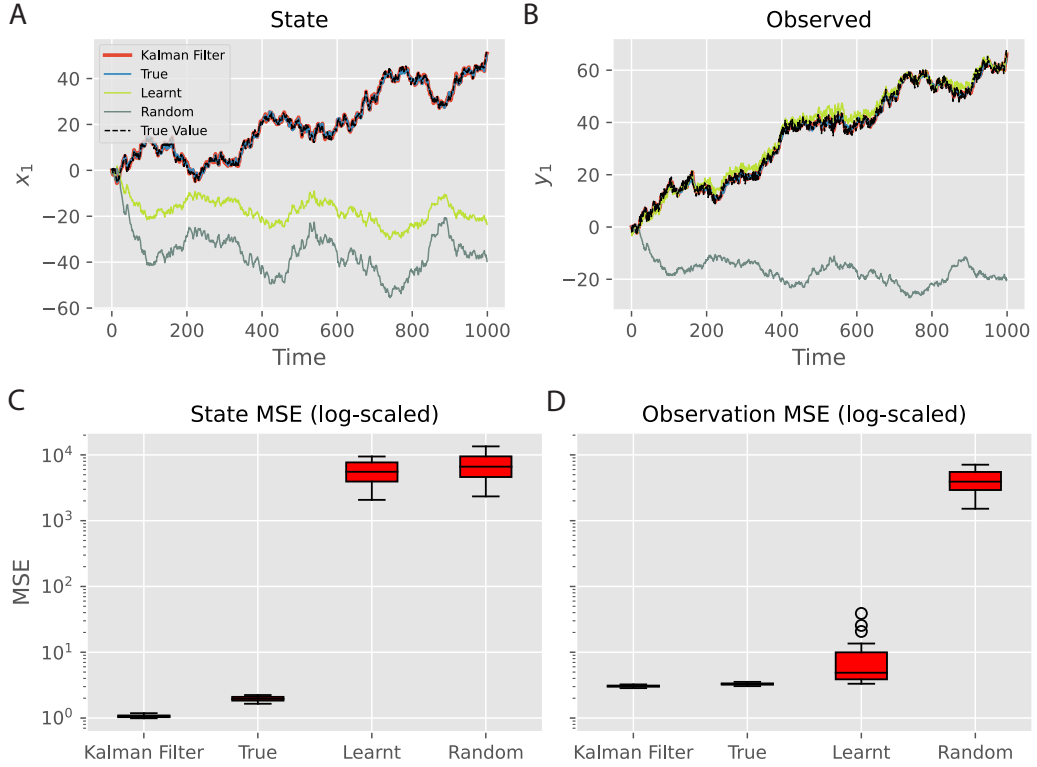 A
State
Kalman Filter
True
Learnt
Random
True Value
40
20
0
−20
−40
−60
x₁
0 200 400 600 800 1000
Time
B
Observed
60
40
20
0
−20
y₁
0 200 400 600 800 1000
Time
C
State MSE (log-scaled)
10⁴
10³
10²
10¹
10⁰
MSE
Kalman Filter True Learnt Random
D
Observation MSE (log-scaled)
Kalman Filter True Learnt Random